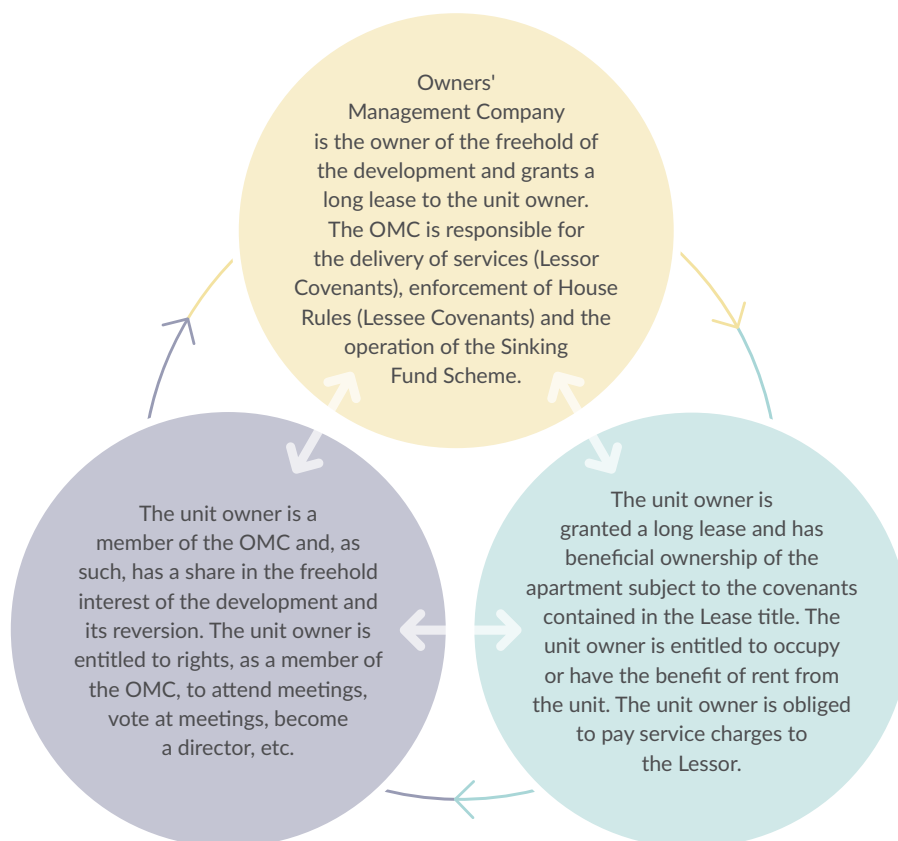 Owners'
Management Company
is the owner of the freehold of
the development and grants a
long lease to the unit owner.
The OMC is responsible for
the delivery of services (Lessor
Covenants), enforcement of House
Rules (Lessee Covenants) and the
operation of the Sinking
Fund Scheme.
The unit owner is a
member of the OMC and, as
such, has a share in the freehold
interest of the development and
its reversion. The unit owner is
entitled to rights, as a member of
the OMC, to attend meetings,
vote at meetings, become
a director, etc.
The unit owner is
granted a long lease and has
beneficial ownership of the
apartment subject to the covenants
contained in the Lease title. The
unit owner is entitled to occupy
or have the benefit of rent from
the unit. The unit owner is obliged
to pay service charges to
the Lessor.